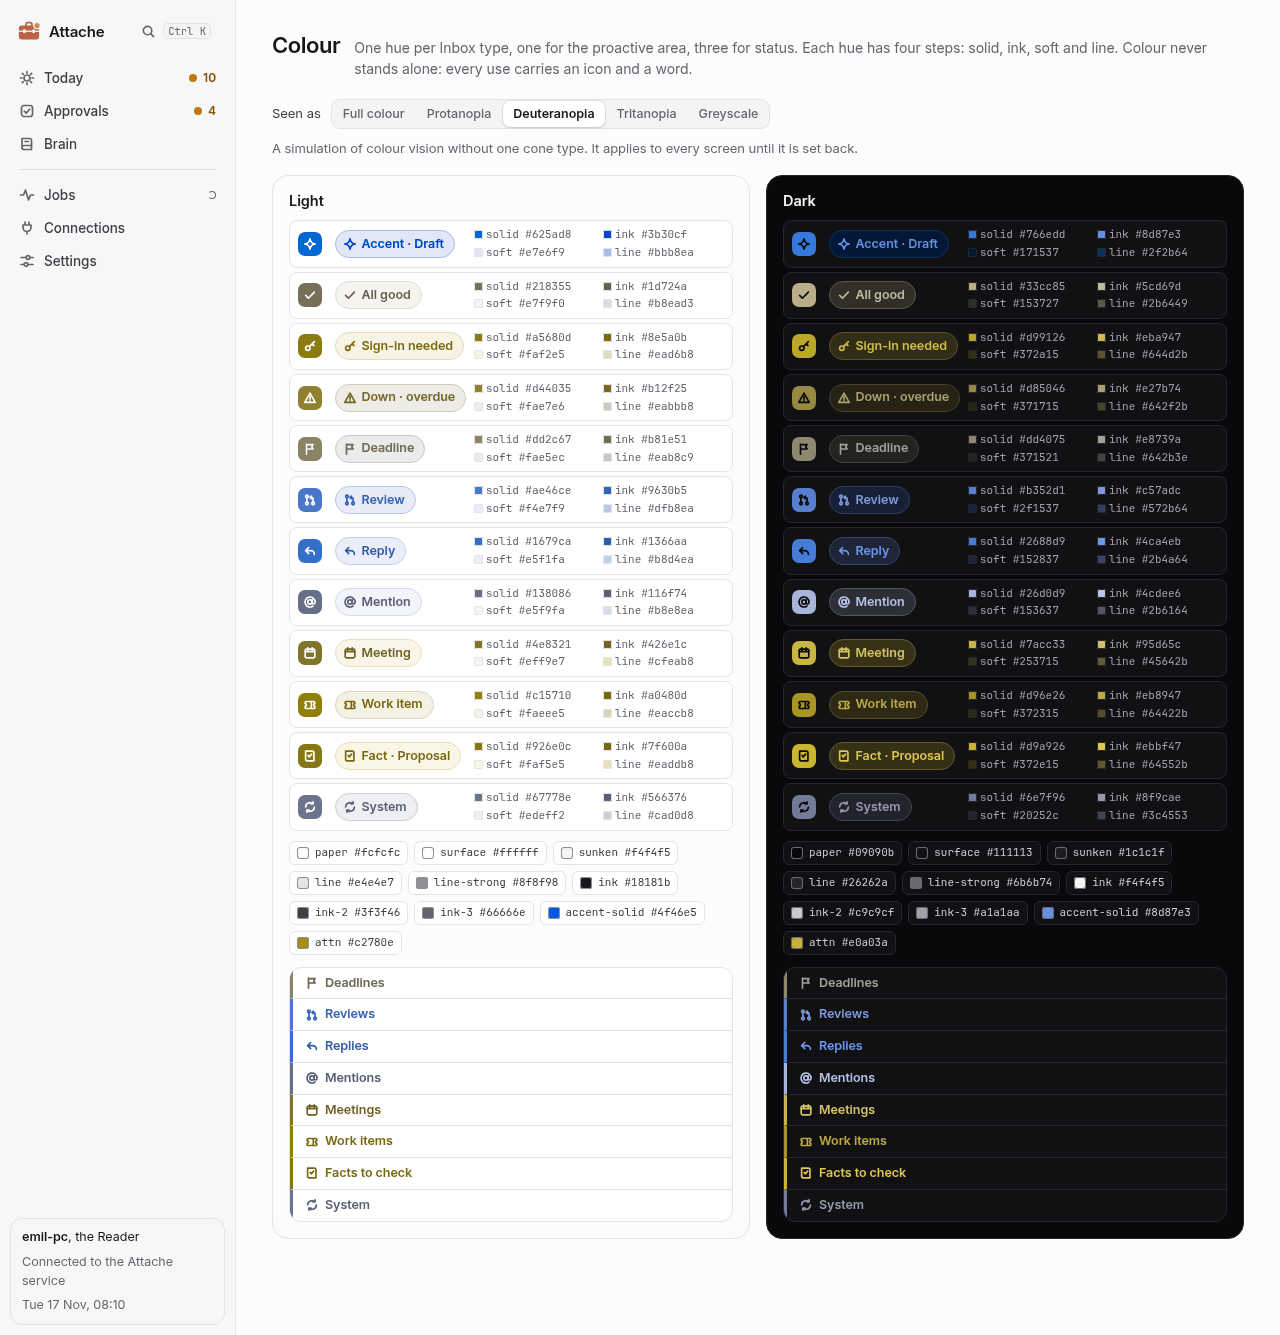 Attache
Ctrl K
Today 10
Approvals 4
Brain
Jobs
Connections
Settings
emil-pc, the Reader
Connected to the Attache
service
Tue 17 Nov, 08:10
Colour
One hue per Inbox type, one for the proactive area, three for status. Each hue has four steps: solid, ink, soft and line. Colour never
stands alone: every use carries an icon and a word.
Seen as Full colour Protanopia Deuteranopia Tritanopia Greyscale
A simulation of colour vision without one cone type. It applies to every screen until it is set back.
Light
Accent · Draft
solid #625ad8 ink #3b30cf
soft #e7e6f9 line #bbb8ea
All good
solid #218355 ink #1d724a
soft #e7f9f0 line #b8ead3
Sign-in needed
solid #a5680d ink #8e5a0b
soft #faf2e5 line #ead6b8
Down · overdue
solid #d44035 ink #b12f25
soft #fae7e6 line #eabbb8
Deadline
solid #dd2c67 ink #b81e51
soft #fae5ec line #eab8c9
Review
solid #ae46ce ink #9630b5
soft #f4e7f9 line #dfb8ea
Reply
solid #1679ca ink #1366aa
soft #e5f1fa line #b8d4ea
Mention
solid #138086 ink #116f74
soft #e5f9fa line #b8e8ea
Meeting
solid #4e8321 ink #426e1c
soft #eff9e7 line #cfeab8
Work item
solid #c15710 ink #a0480d
soft #faeee5 line #eaccb8
Fact · Proposal
solid #926e0c ink #7f600a
soft #faf5e5 line #eaddb8
System
solid #67778e ink #566376
soft #edeff2 line #cad0d8
paper #fcfcfc surface #ffffff sunken #f4f4f5
line #e4e4e7 line-strong #8f8f98 ink #18181b
ink-2 #3f3f46 ink-3 #66666e accent-solid #4f46e5
attn #c2780e
Deadlines
Reviews
Replies
Mentions
Meetings
Work items
Facts to check
System
Dark
Accent · Draft
solid #766edd ink #8d87e3
soft #171537 line #2f2b64
All good
solid #33cc85 ink #5cd69d
soft #153727 line #2b6449
Sign-in needed
solid #d99126 ink #eba947
soft #372a15 line #644d2b
Down · overdue
solid #d85046 ink #e27b74
soft #371715 line #642f2b
Deadline
solid #dd4075 ink #e8739a
soft #371521 line #642b3e
Review
solid #b352d1 ink #c57adc
soft #2f1537 line #572b64
Reply
solid #2688d9 ink #4ca4eb
soft #152837 line #2b4a64
Mention
solid #26d0d9 ink #4cdee6
soft #153637 line #2b6164
Meeting
solid #7acc33 ink #95d65c
soft #253715 line #45642b
Work item
solid #d96e26 ink #eb8947
soft #372315 line #64422b
Fact · Proposal
solid #d9a926 ink #ebbf47
soft #372e15 line #64552b
System
solid #6e7f96 ink #8f9cae
soft #20252c line #3c4553
paper #09090b surface #111113 sunken #1c1c1f
line #26262a line-strong #6b6b74 ink #f4f4f5
ink-2 #c9c9cf ink-3 #a1a1aa accent-solid #8d87e3
attn #e0a03a
Deadlines
Reviews
Replies
Mentions
Meetings
Work items
Facts to check
System